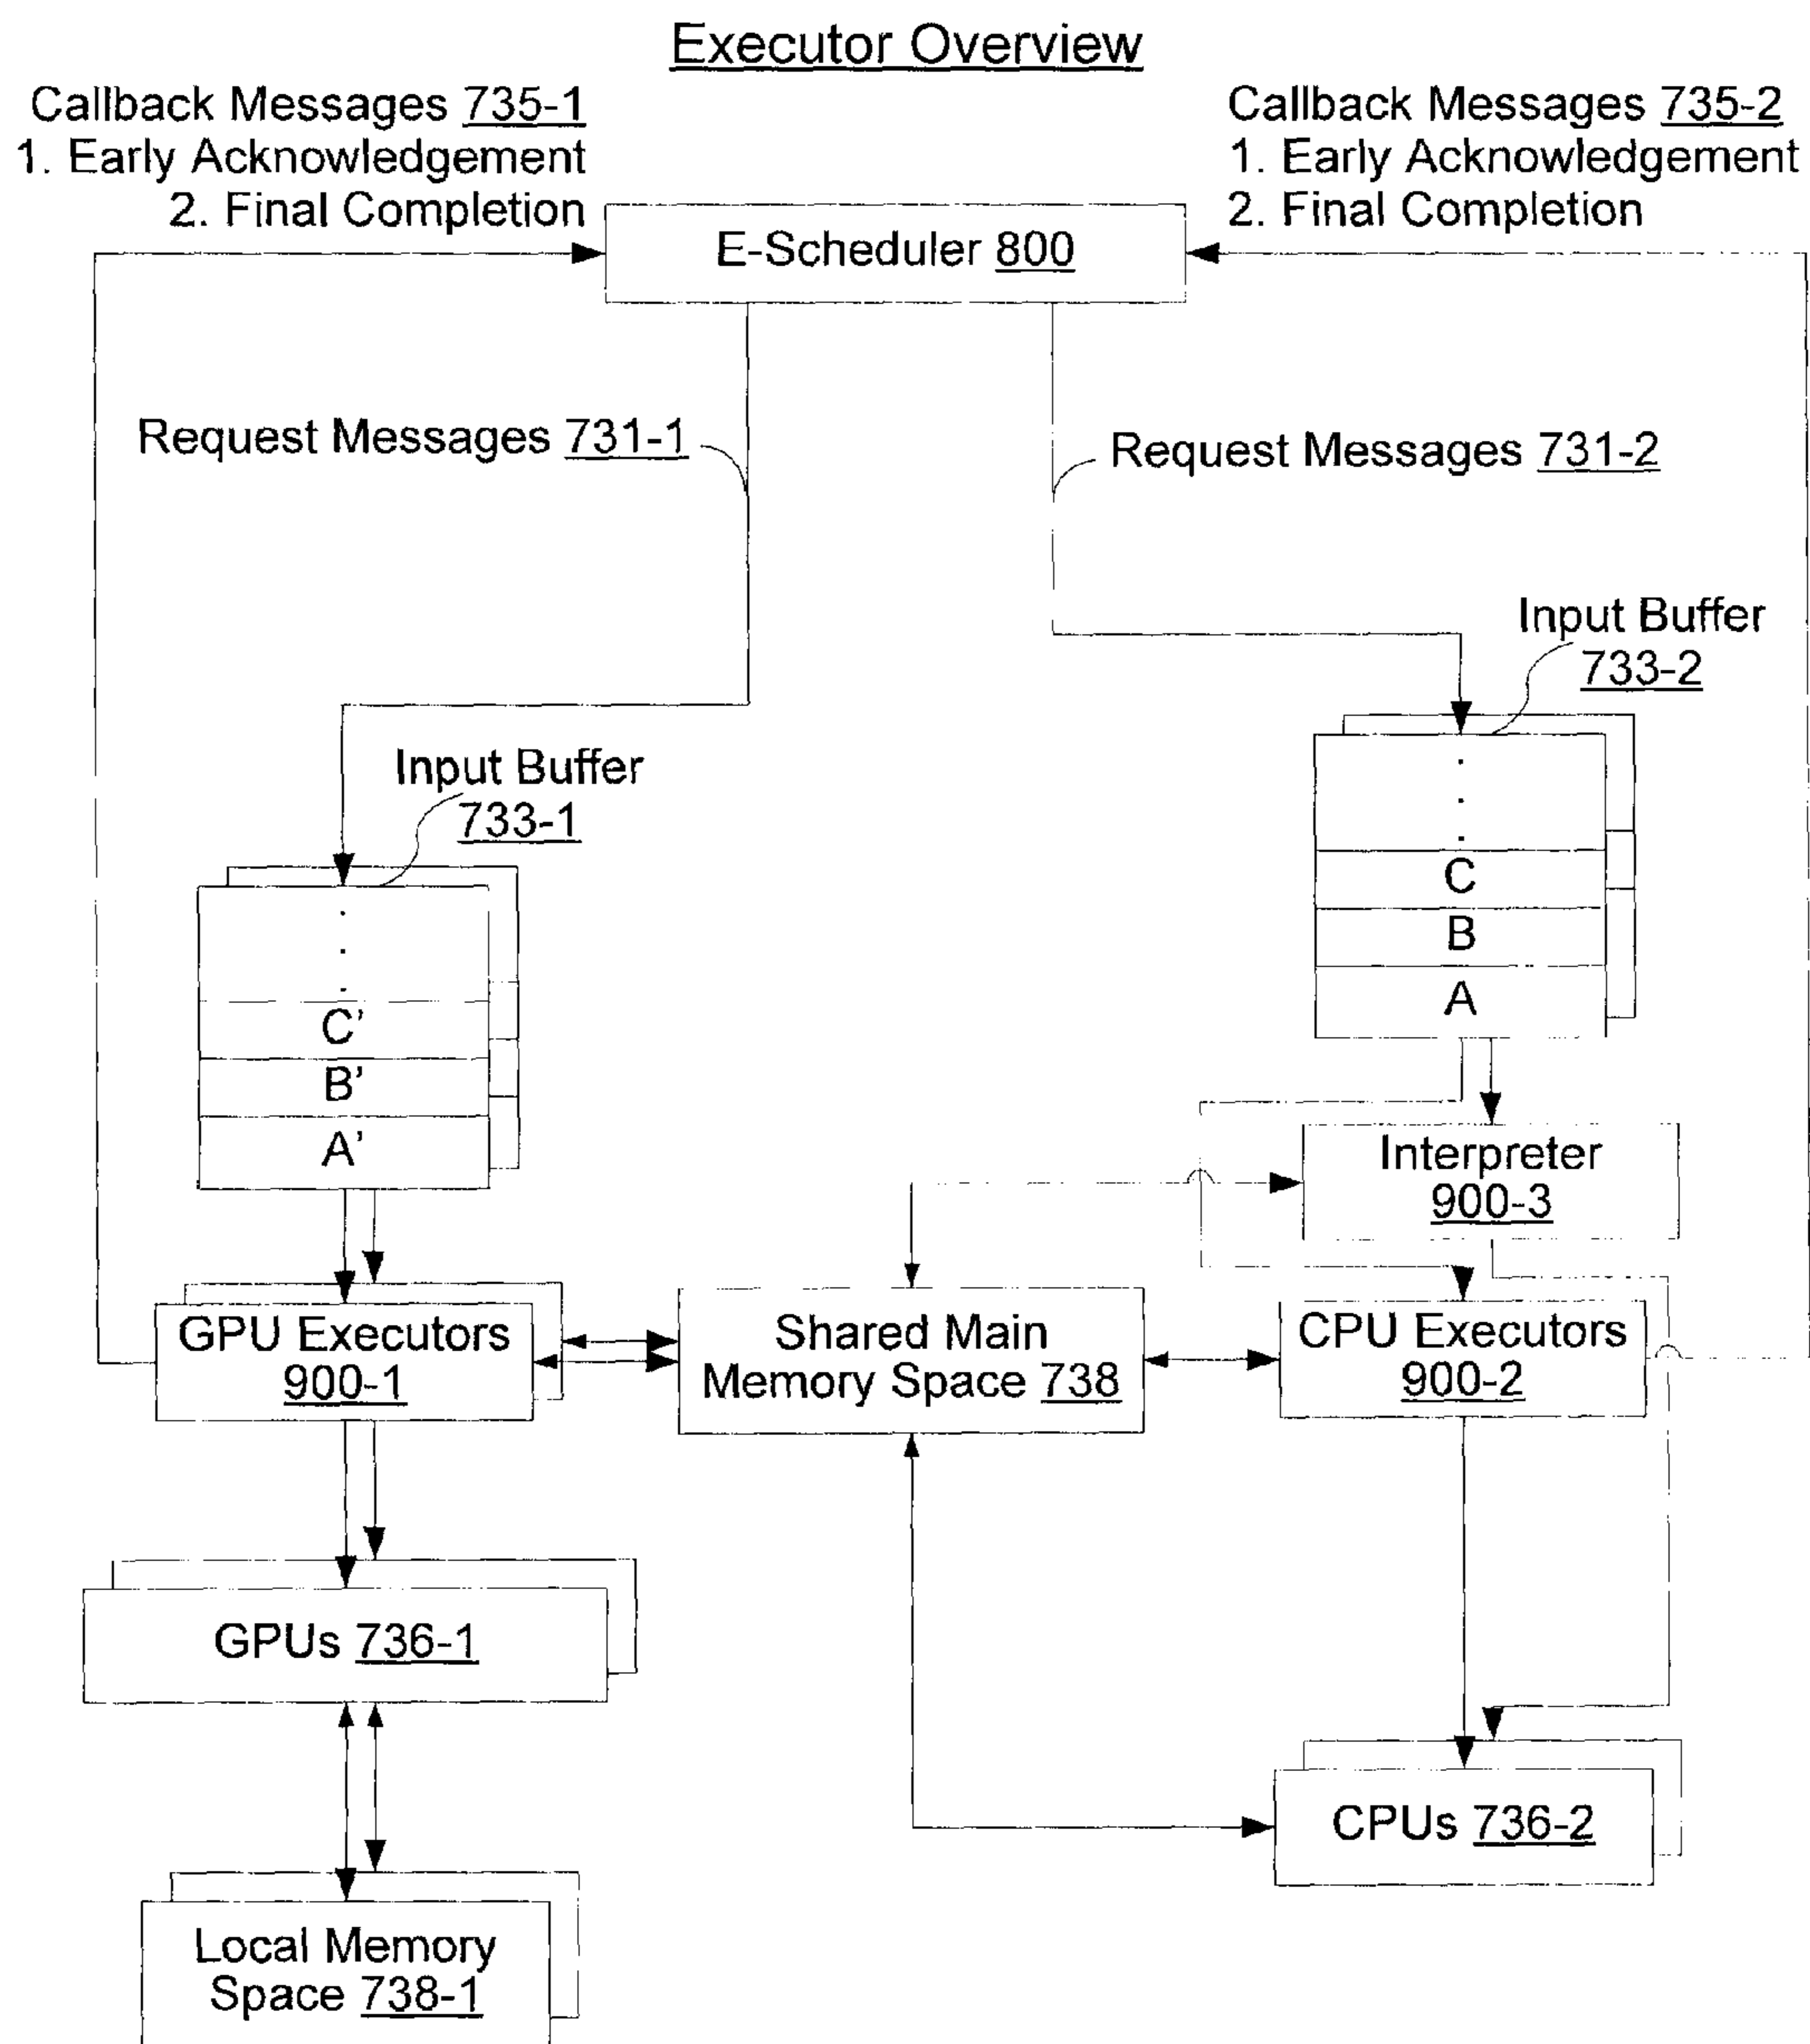 Executor Overview
Callback Messages 735-1
1. Early Acknowledgement
2. Final Completion
Callback Messages 735-2
1. Early Acknowledgement
2. Final Completion
E-Scheduler 800
Request Messages 731-1
Request Messages 731-2
Input Buffer
733-2
Input Buffer
733-1
C
B
A
C'
B'
A'
Interpreter
900-3
GPU Executors
900-1
Shared Main
Memory Space 738
CPU Executors
900-2
GPUs 736-1
CPUs 736-2
Local Memory
Space 738-1